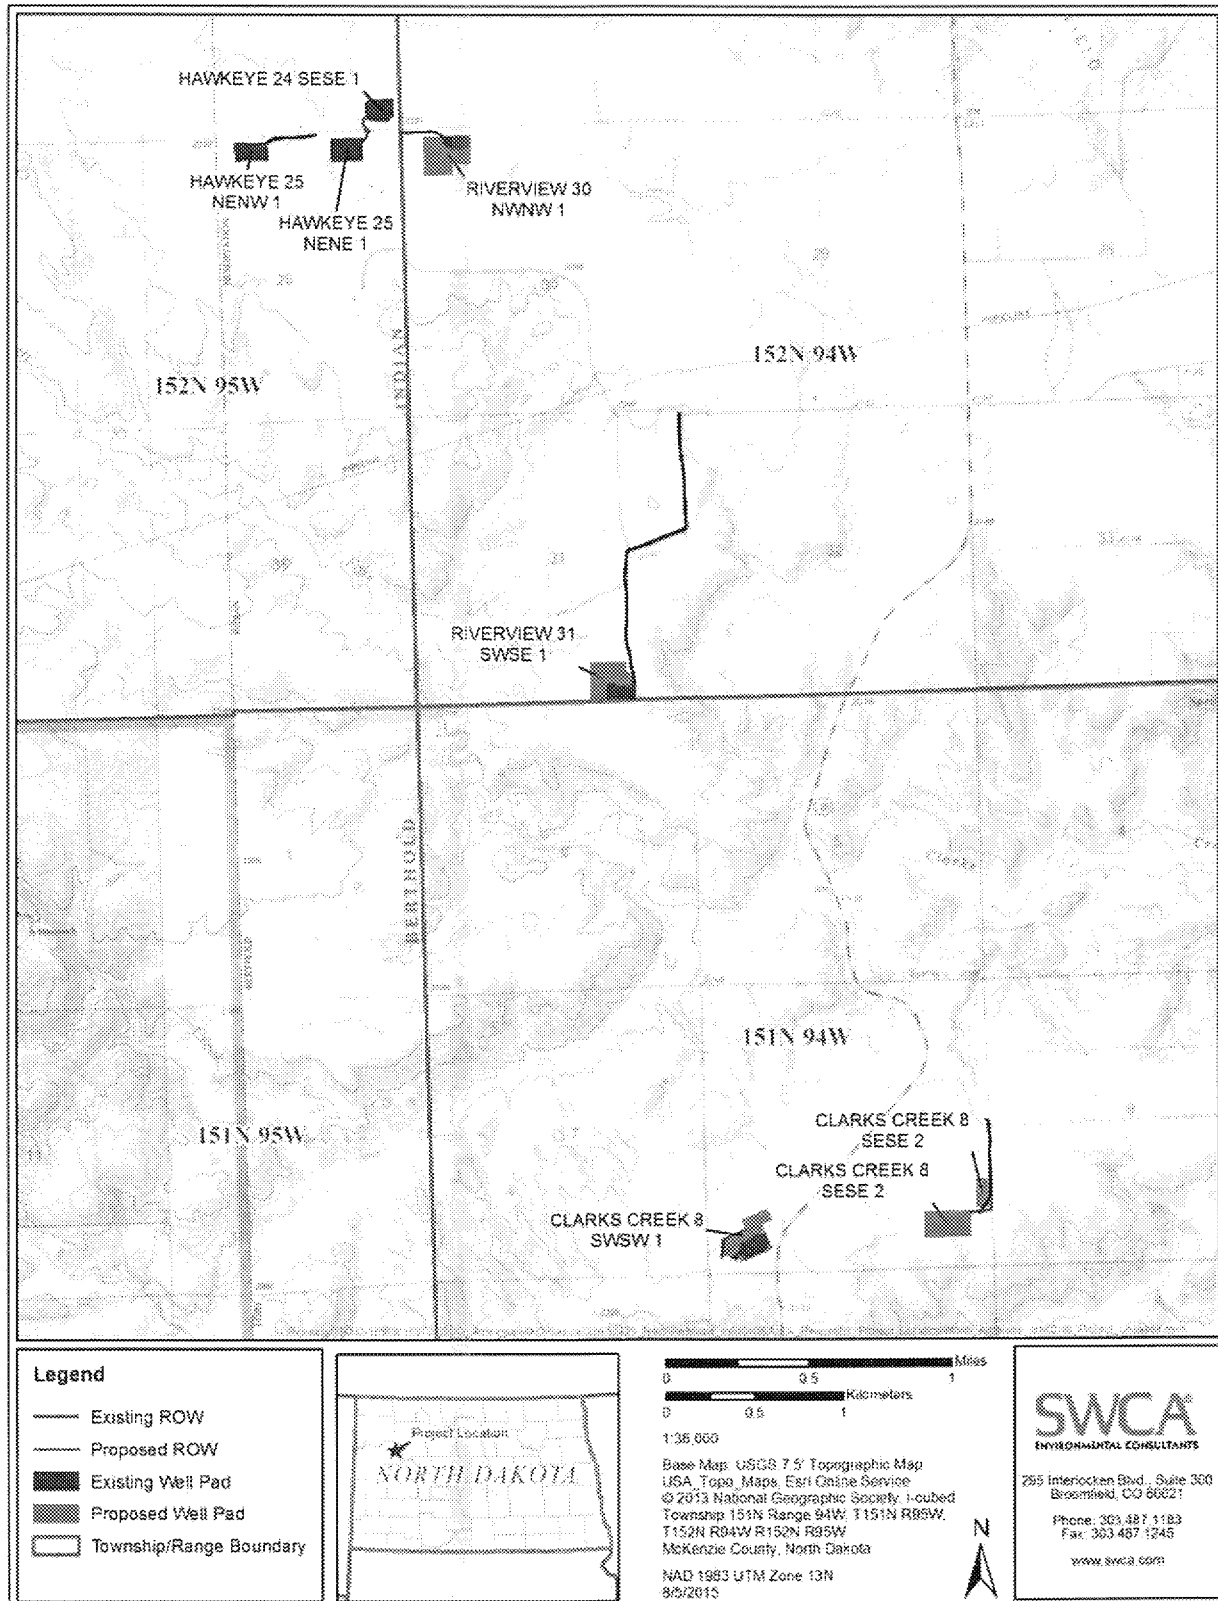 HAWKEYE 24 SESE 1
HAWKEYE 25
NENW 1
HAWKEYE 25
NENE 1
RIVERVIEW 30
NWNW 1
INDIAN
152N 95W
152N 94W
RIVERVIEW 31
SWSE 1
BERTHOLD
151N 94W
151N 95W
CLARKS CREEK 8
SESE 2
CLARKS CREEK 8
SESE 2
CLARKS CREEK 8
SWSW 1
Legend
Existing ROW
Proposed ROW
Existing Well Pad
Proposed Well Pad
Township/Range Boundary
Project Location
NORTH DAKOTA
Miles
0 0.5 1
Kilometers
0 0.5 1
1:36,000
Base Map: USGS 7.5' Topographic Map
USA_Topo_Maps, Esri Online Service
© 2013 National Geographic Society, i-cubed
Township 151N Range 94W, T151N R95W,
T152N R94W R152N R95W
McKenzie County, North Dakota
NAD 1983 UTM Zone 13N
8/5/2015
N
SWCA
ENVIRONMENTAL CONSULTANTS
295 Interlocken Blvd., Suite 300
Broomfield, CO 80021
Phone: 303.487.1183
Fax: 303.487.1245
www.swca.com